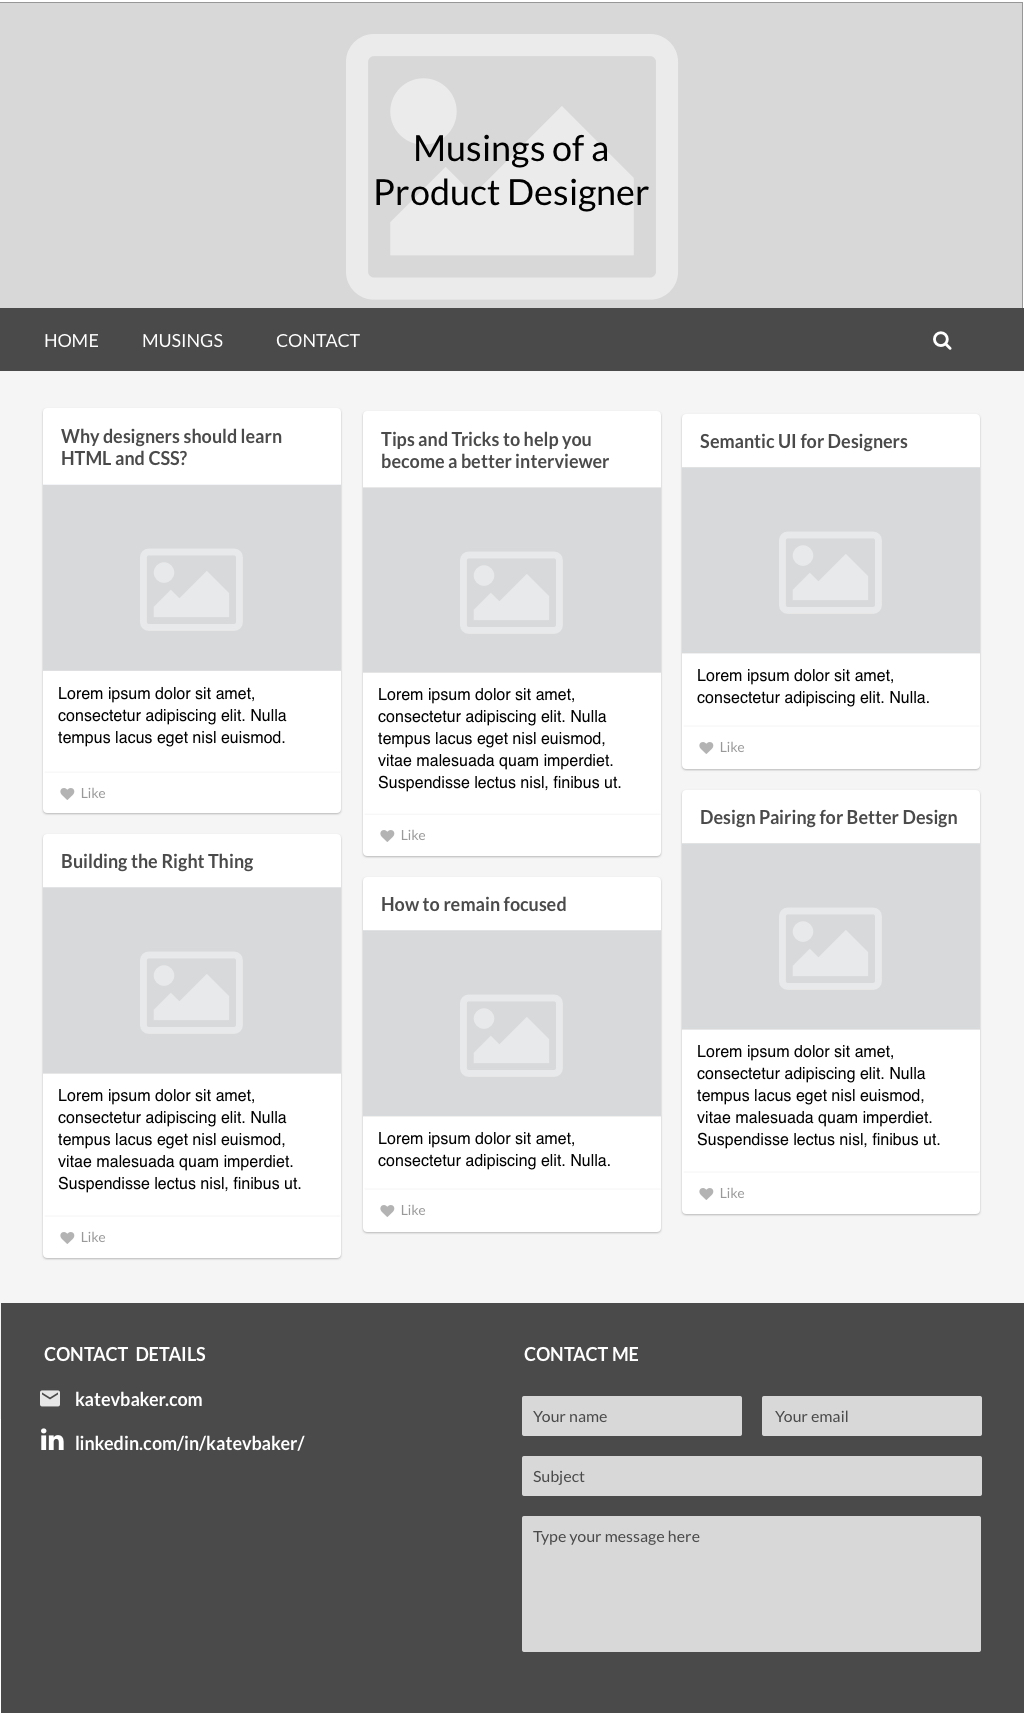 Musings of a
Product Designer
HOME MUSINGS CONTACT
Why designers should learn
HTML and CSS?
Lorem ipsum dolor sit amet,
consectetur adipiscing elit. Nulla
tempus lacus eget nisl euismod.
Like
Building the Right Thing
Lorem ipsum dolor sit amet,
consectetur adipiscing elit. Nulla
tempus lacus eget nisl euismod,
vitae malesuada quam imperdiet.
Suspendisse lectus nisl, finibus ut.
Like
Tips and Tricks to help you
become a better interviewer
Lorem ipsum dolor sit amet,
consectetur adipiscing elit. Nulla
tempus lacus eget nisl euismod,
vitae malesuada quam imperdiet.
Suspendisse lectus nisl, finibus ut.
Like
How to remain focused
Lorem ipsum dolor sit amet,
consectetur adipiscing elit. Nulla.
Like
Semantic UI for Designers
Lorem ipsum dolor sit amet,
consectetur adipiscing elit. Nulla.
Like
Design Pairing for Better Design
Lorem ipsum dolor sit amet,
consectetur adipiscing elit. Nulla
tempus lacus eget nisl euismod,
vitae malesuada quam imperdiet.
Suspendisse lectus nisl, finibus ut.
Like
CONTACT DETAILS
katevbaker.com
in linkedin.com/in/katevbaker/
CONTACT ME
Your name Your email
Subject
Type your message here